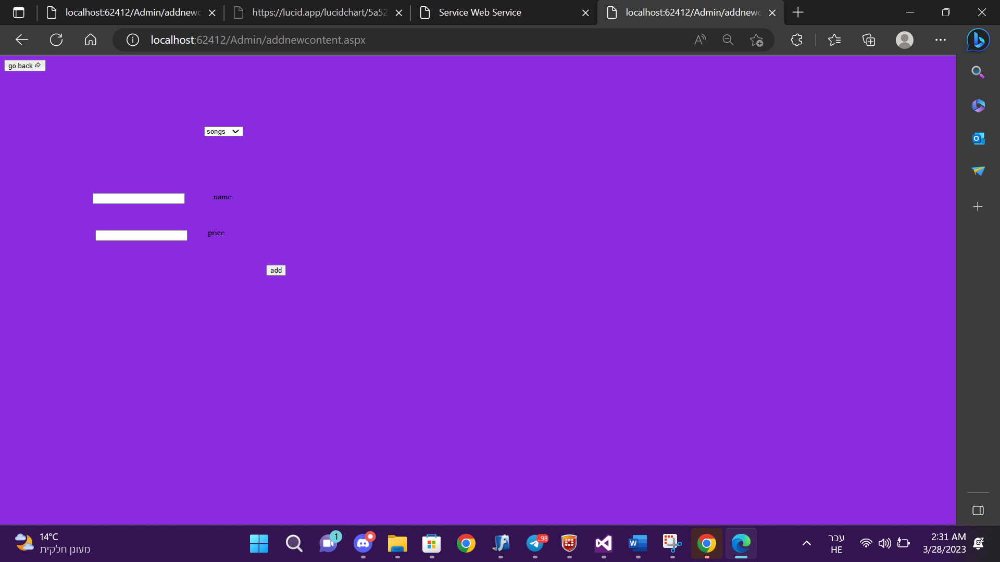 localhost:62412/Admin/addnewc
https://lucid.app/lucidchart/5a52
Service Web Service
localhost:62412/Admin/addnewc
localhost:62412/Admin/addnewcontent.aspx
go back
songs
name
price
add
14°C
מעונן חלקית
1
..98
עבר
HE
2:31 AM
3/28/2023